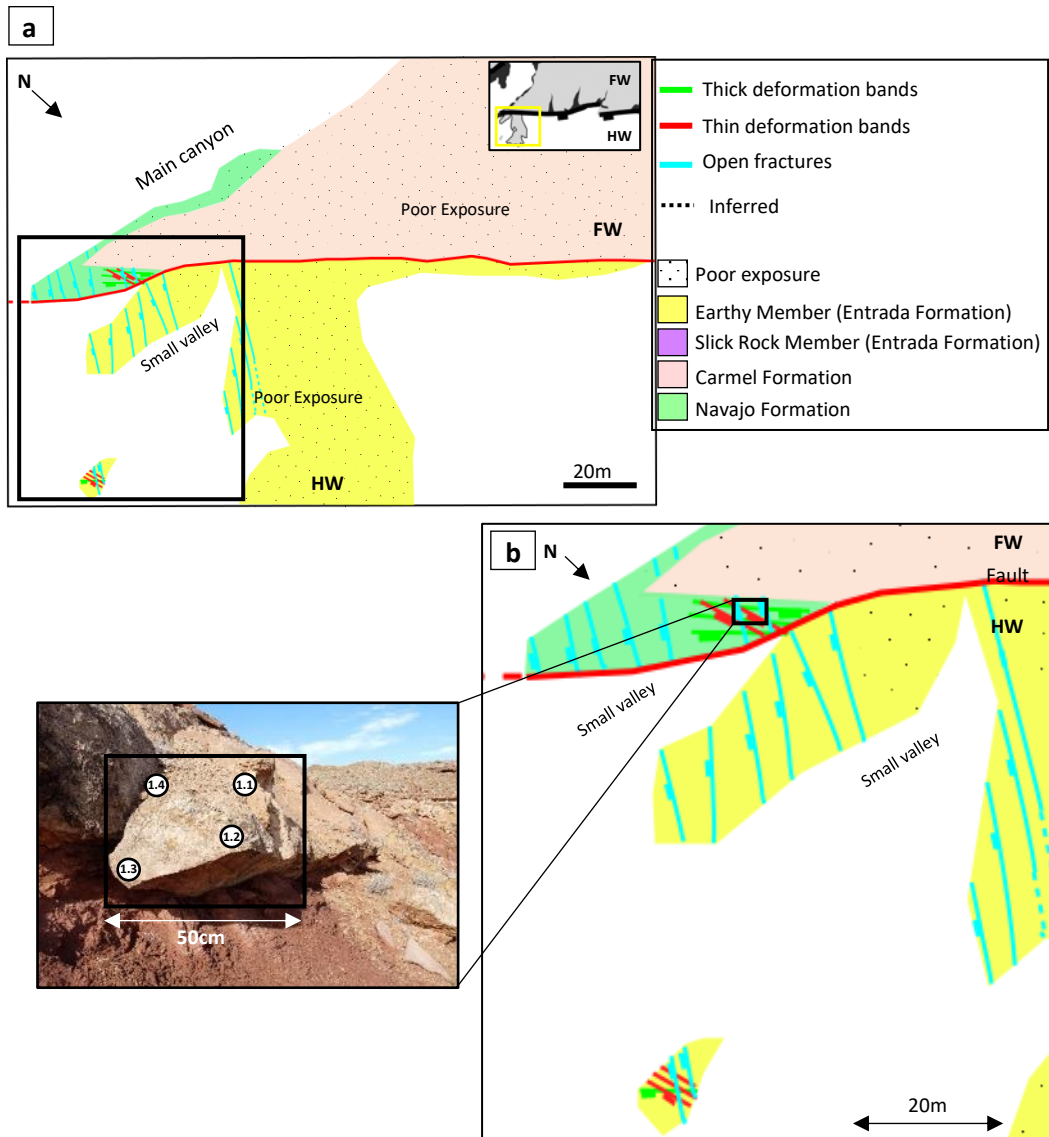 a
N
Main canyon
FW
HW
Poor Exposure
FW
Small valley
Poor Exposure
HW
20m
Thick deformation bands
Thin deformation bands
Open fractures
Inferred
Poor exposure
Earthy Member (Entrada Formation)
Slick Rock Member (Entrada Formation)
Carmel Formation
Navajo Formation
b
N
FW
Fault
HW
Small valley
Small valley
20m
1.4
1.1
1.2
1.3
50cm